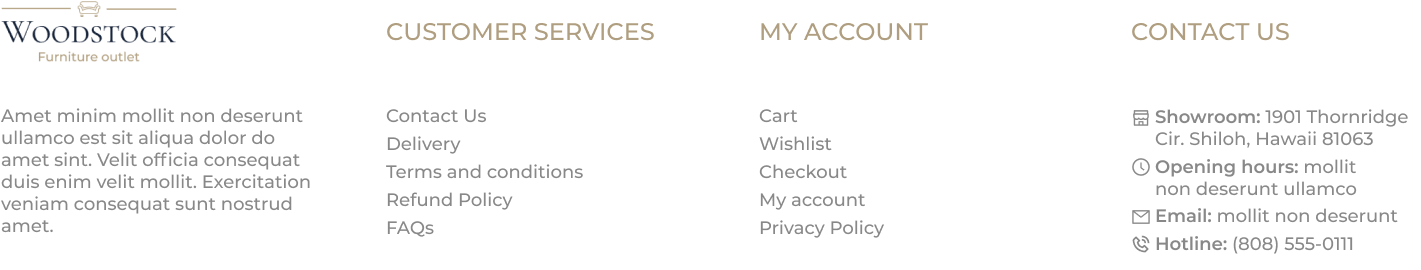 WOODSTOCK
Furniture outlet
Amet minim mollit non deserunt
ullamco est sit aliqua dolor do
amet sint. Velit officia consequat
duis enim velit mollit. Exercitation
veniam consequat sunt nostrud
amet.
CUSTOMER SERVICES
Contact Us
Delivery
Terms and conditions
Refund Policy
FAQs
MY ACCOUNT
Cart
Wishlist
Checkout
My account
Privacy Policy
CONTACT US
Showroom: 1901 Thornridge
Cir. Shiloh, Hawaii 81063
Opening hours: mollit
non deserunt ullamco
Email: mollit non deserunt
Hotline: (808) 555-0111